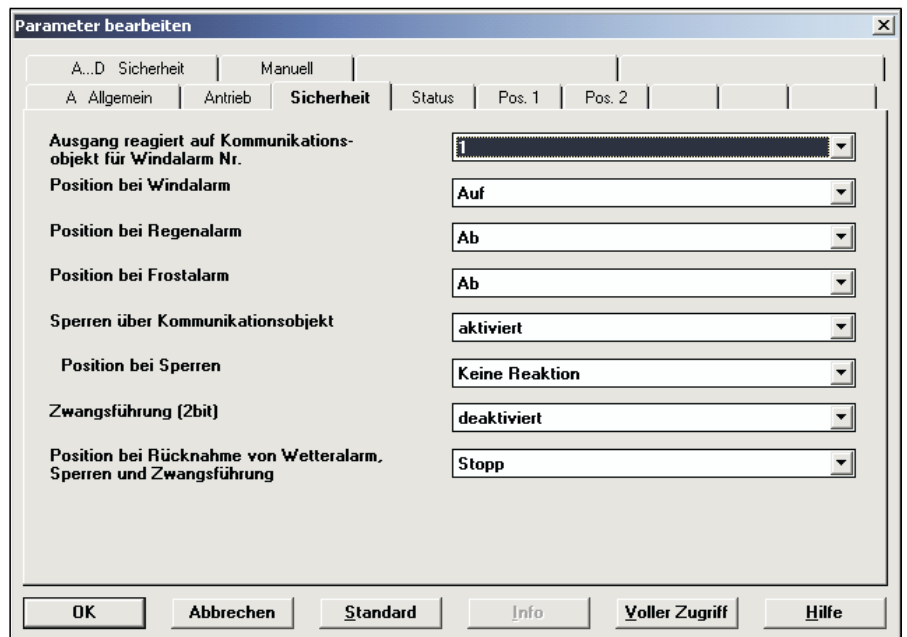 Parameter bearbeiten
A...D Sicherheit
Manuell
A Allgemein
Antrieb
Sicherheit
Status
Pos. 1
Pos. 2
Ausgang reagiert auf Kommunikations-
objekt für Windalarm Nr.
1
Position bei Windalarm
Auf
Position bei Regenalarm
Ab
Position bei Frostalarm
Ab
Sperren über Kommunikationsobjekt
aktiviert
Position bei Sperren
Keine Reaktion
Zwangsführung (2bit)
deaktiviert
Position bei Rücknahme von Wetteralarm,
Sperren und Zwangsführung
Stopp
OK
Abbrechen
Standard
Info
Voller Zugriff
Hilfe